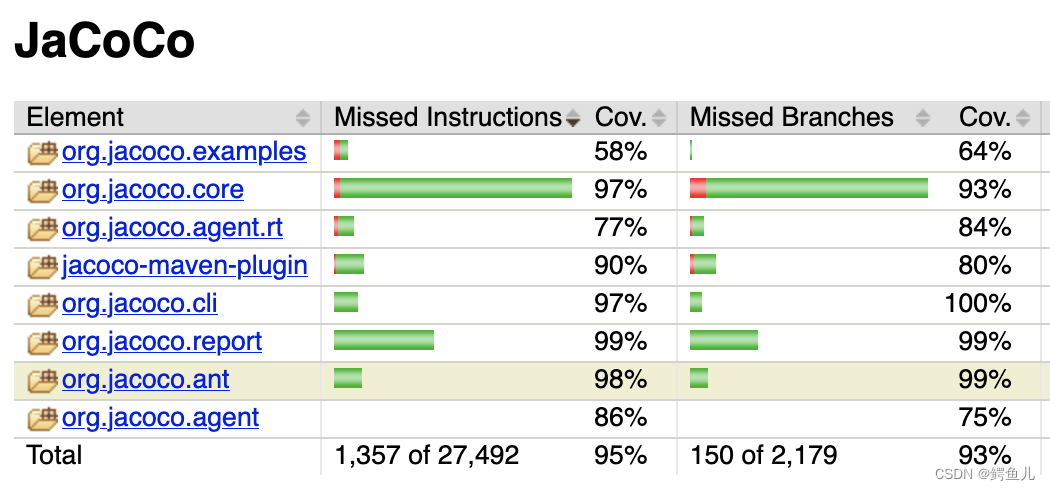 JaCoCo
Element Missed Instructions Cov. Missed Branches Cov.
org.jacoco.examples 58% 64%
org.jacoco.core 97% 93%
org.jacoco.agent.rt 77% 84%
jacoco-maven-plugin 90% 80%
org.jacoco.cli 97% 100%
org.jacoco.report 99% 99%
org.jacoco.ant 98% 99%
org.jacoco.agent 86% 75%
Total 1,357 of 27,492 95% 150 of 2,179 93%
CSDN @鳄鱼儿